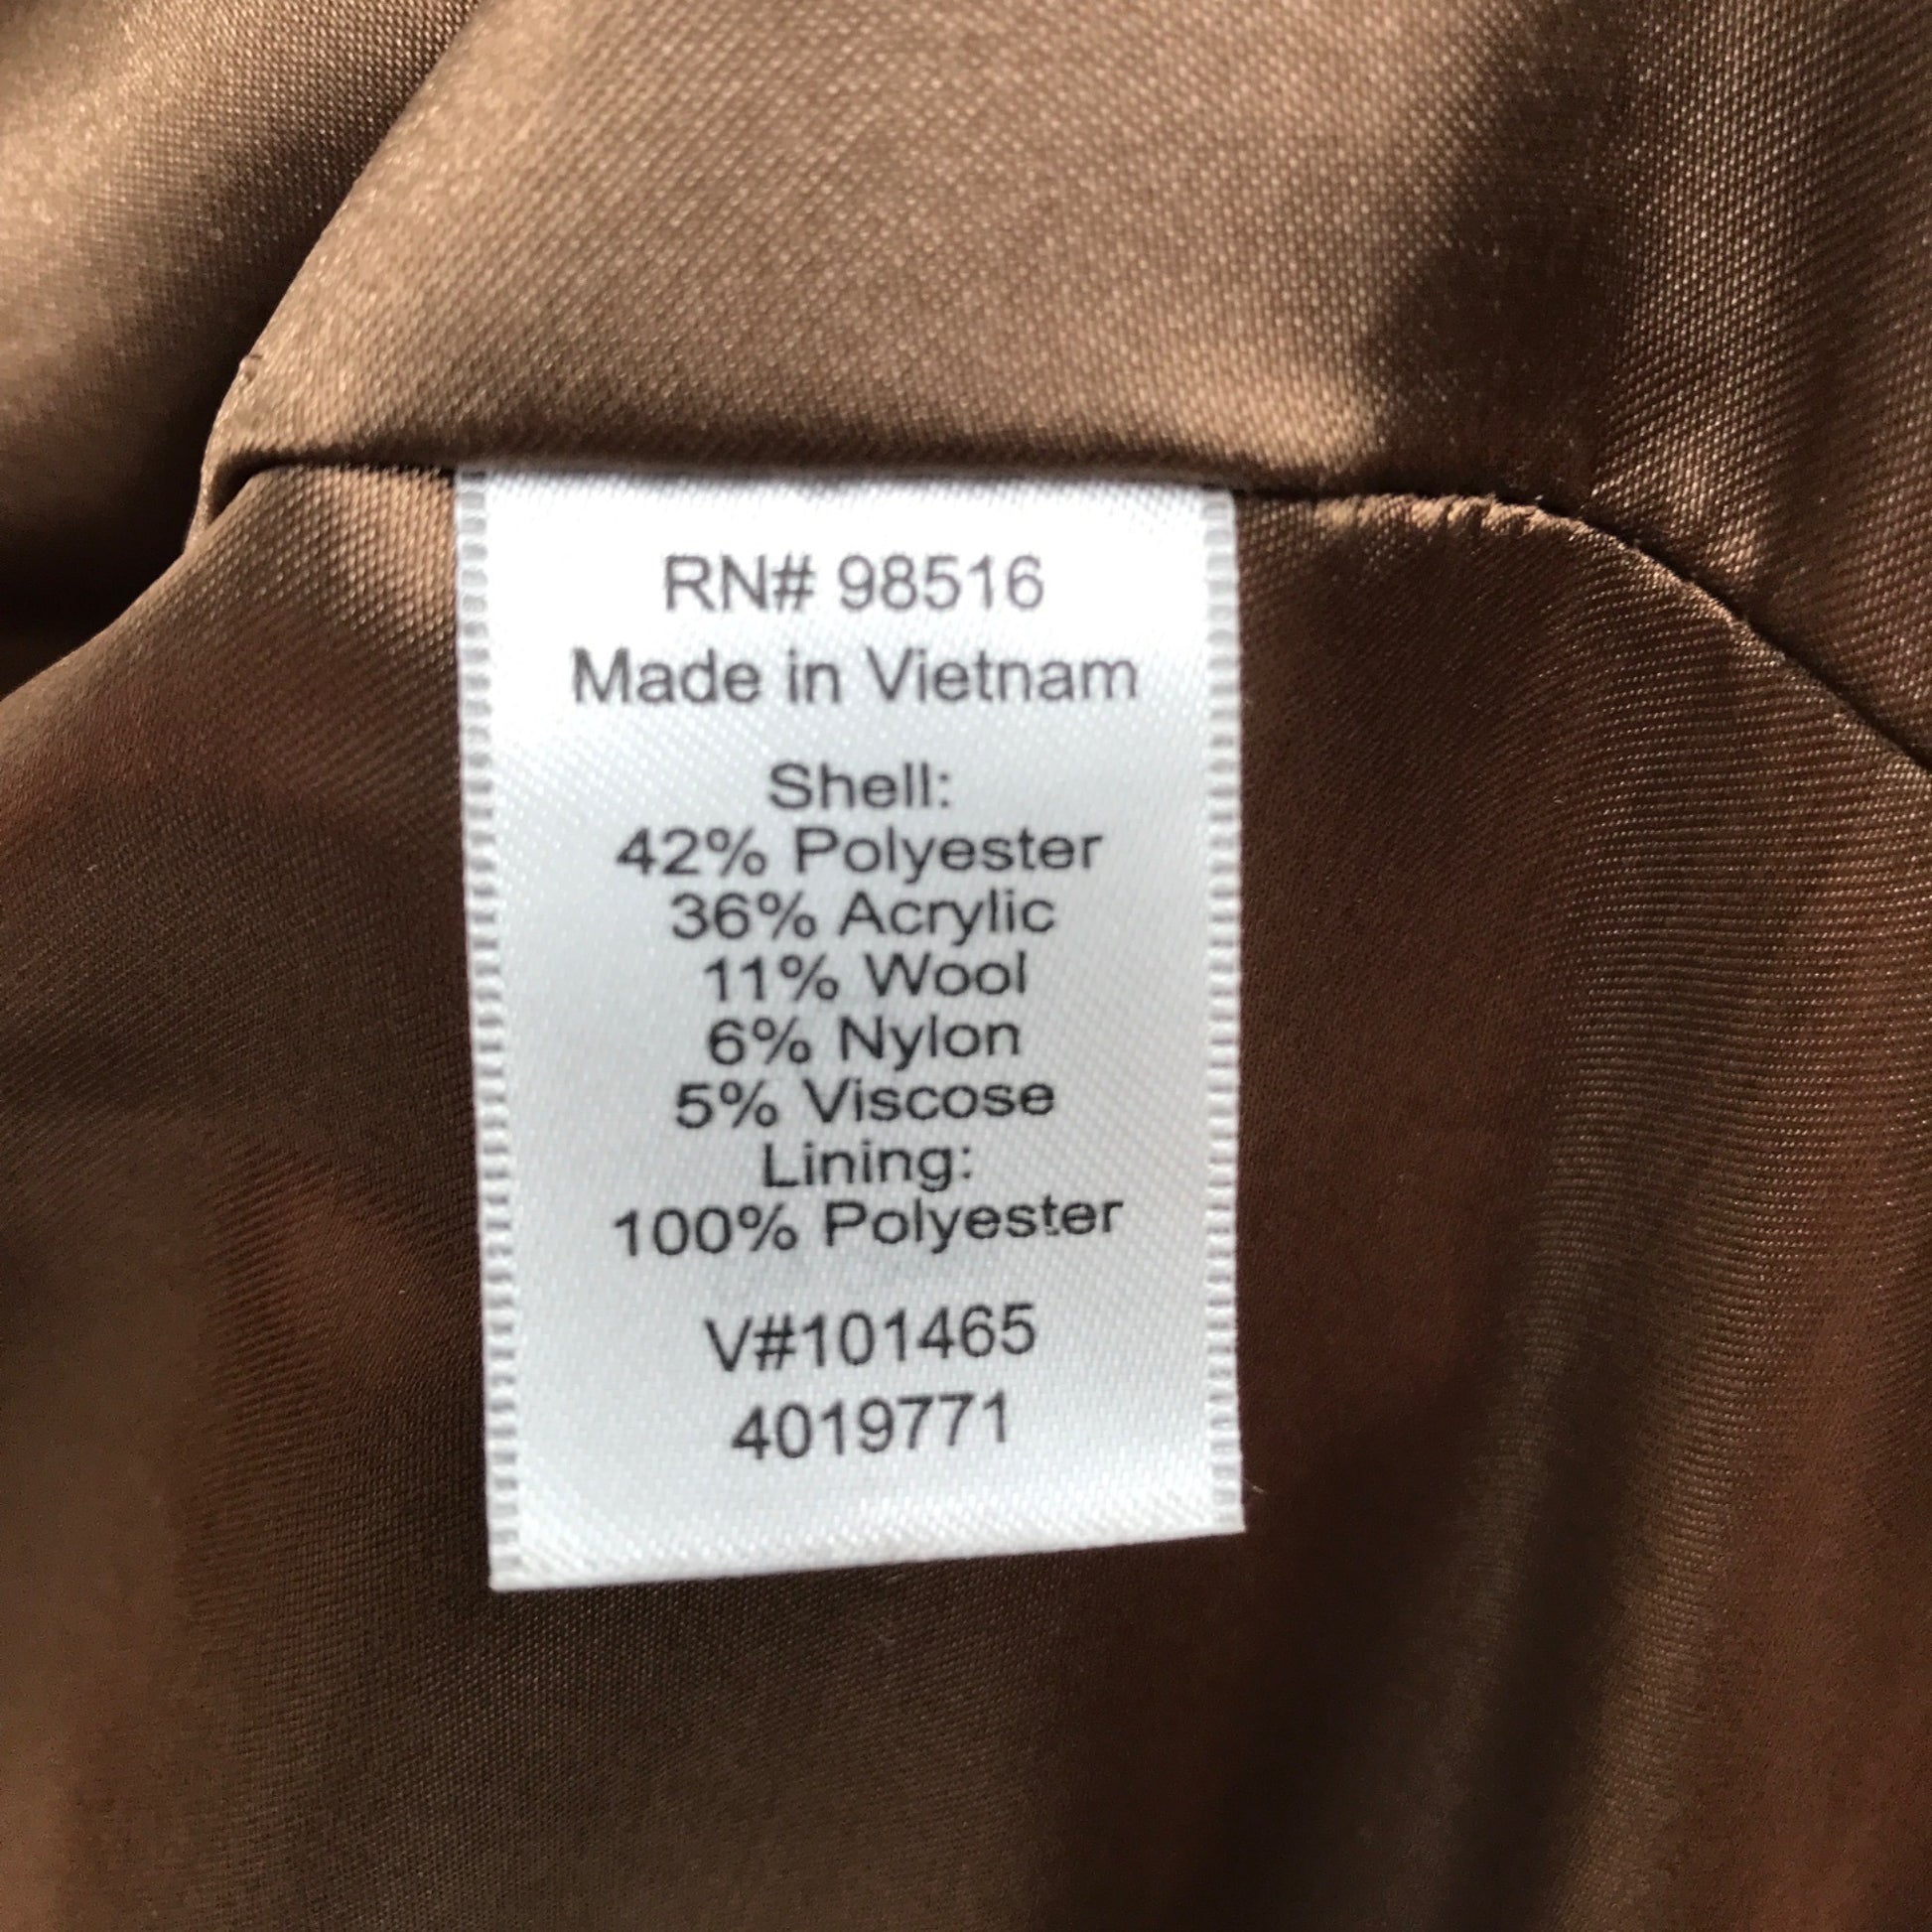 RN# 98516
Made in Vietnam
Shell:
42% Polyester
36% Acrylic
11% Wool
6% Nylon
5% Viscose
Lining:
100% Polyester
V#101465
4019771